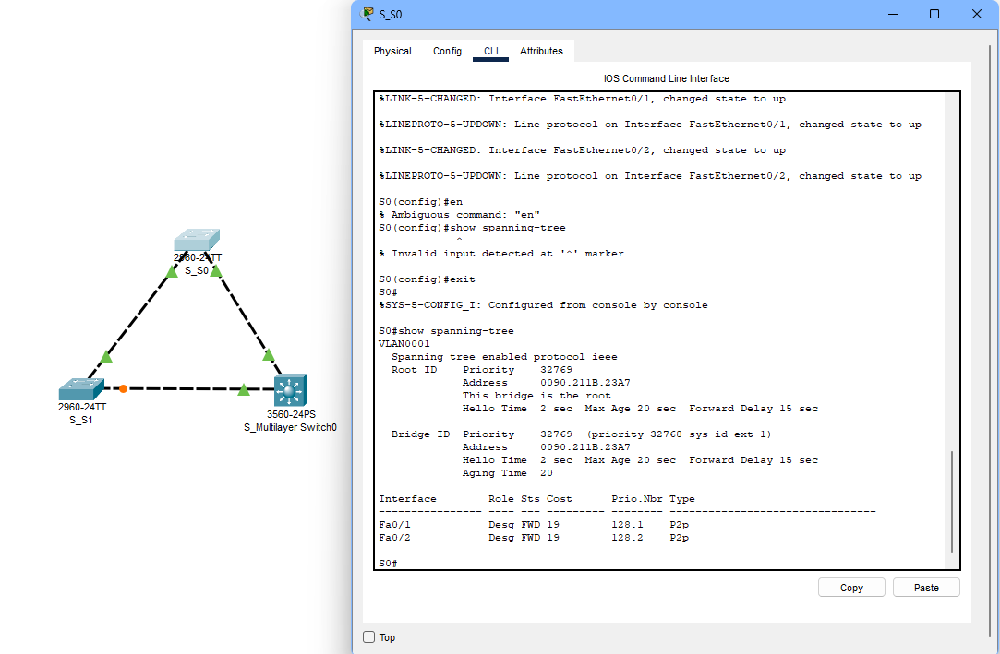 S_S0
Physical Config CLI Attributes
IOS Command Line Interface
%LINK-5-CHANGED: Interface FastEthernet0/1, changed state to up
%LINEPROTO-5-UPDOWN: Line protocol on Interface FastEthernet0/1, changed state to up
%LINK-5-CHANGED: Interface FastEthernet0/2, changed state to up
%LINEPROTO-5-UPDOWN: Line protocol on Interface FastEthernet0/2, changed state to up
S0(config)#en
% Ambiguous command: "en"
S0(config)#show spanning-tree
^
% Invalid input detected at '^' marker.
S0(config)#exit
S0#
%SYS-5-CONFIG_I: Configured from console by console
S0#show spanning-tree
VLAN0001
Spanning tree enabled protocol ieee
Root ID Priority 32769
Address 0090.211B.23A7
This bridge is the root
Hello Time 2 sec Max Age 20 sec Forward Delay 15 sec
Bridge ID Priority 32769 (priority 32768 sys-id-ext 1)
Address 0090.211B.23A7
Hello Time 2 sec Max Age 20 sec Forward Delay 15 sec
Aging Time 20
Interface Role Sts Cost Prio.Nbr Type
---------------- ---- --- --------- -------- --------------------------------
Fa0/1 Desg FWD 19 128.1 P2p
Fa0/2 Desg FWD 19 128.2 P2p
S0#
Copy Paste
Top
2960-24TT
S_S0
2960-24TT
S_S1
3560-24PS
S_Multilayer Switch0